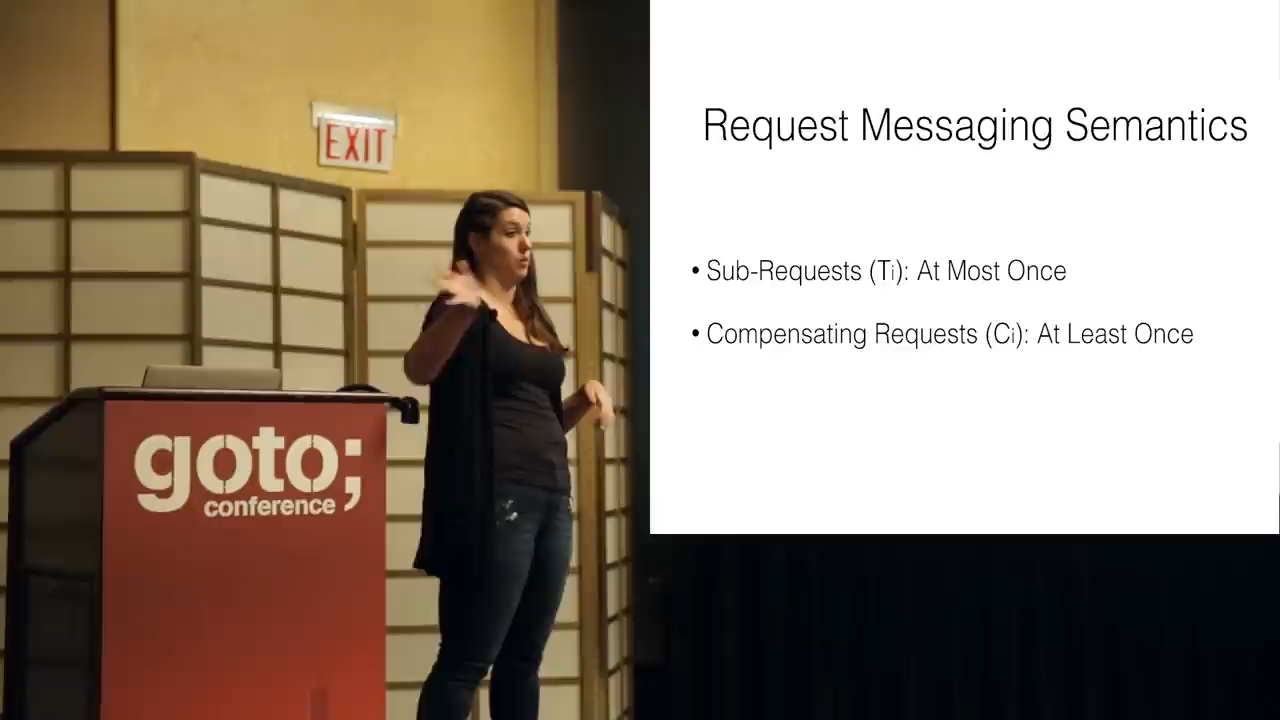 EXIT
goto;
conference
Request Messaging Semantics
• Sub-Requests (Ti): At Most Once
• Compensating Requests (Ci): At Least Once